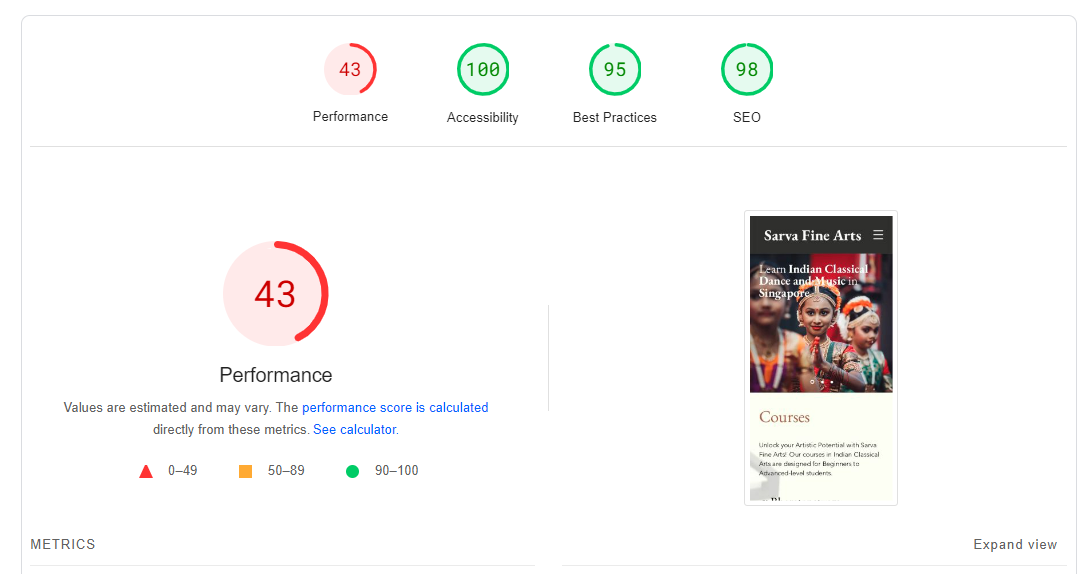 43
100
95
98
Performance
Accessibility
Best Practices
SEO
43
Performance
Values are estimated and may vary. The performance score is calculated
directly from these metrics. See calculator.
0–49
50–89
90–100
Sarva Fine Arts
Learn Indian Classical
Dance and Music in
Singapore
Courses
Unlock your Artistic Potential with Sarva
Fine Arts! Our courses in Indian Classical
Arts are designed for Beginners to
Advanced-level students.
METRICS
Expand view